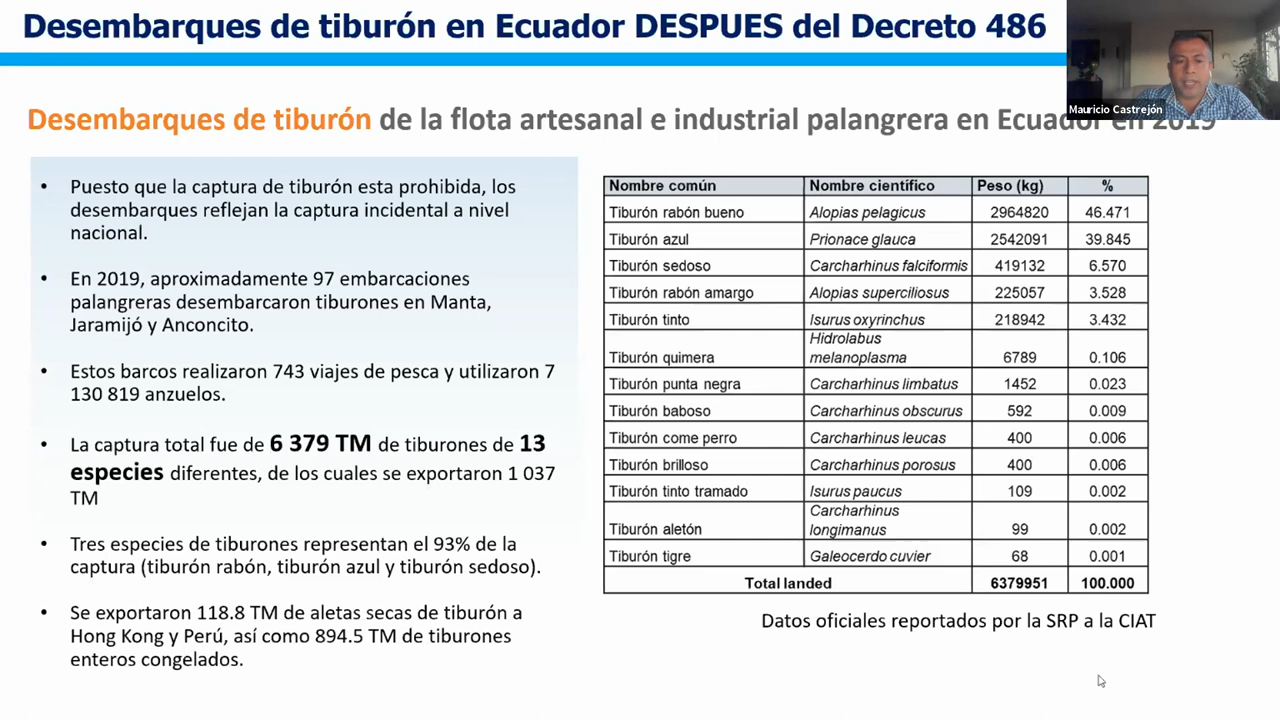 Desembarques de tiburón en Ecuador DESPUES del Decreto 486
Mauricio Castrejón
Desembarques de tiburón de la flota artesanal e industrial palangrera en Ecuador en 2019
• Puesto que la captura de tiburón esta prohibida, los
desembarques reflejan la captura incidental a nivel
nacional.
• En 2019, aproximadamente 97 embarcaciones
palangreras desembarcaron tiburones en Manta,
Jaramijó y Anconcito.
• Estos barcos realizaron 743 viajes de pesca y utilizaron 7
130 819 anzuelos.
• La captura total fue de 6 379 TM de tiburones de 13
especies diferentes, de los cuales se exportaron 1 037
TM
• Tres especies de tiburones representan el 93% de la
captura (tiburón rabón, tiburón azul y tiburón sedoso).
• Se exportaron 118.8 TM de aletas secas de tiburón a
Hong Kong y Perú, así como 894.5 TM de tiburones
enteros congelados.
Nombre común Nombre científico Peso (kg) %
Tiburón rabón bueno Alopias pelagicus 2964820 46.471
Tiburón azul Prionace glauca 2542091 39.845
Tiburón sedoso Carcharhinus falciformis 419132 6.570
Tiburón rabón amargo Alopias superciliosus 225057 3.528
Tiburón tinto Isurus oxyrinchus 218942 3.432
Hidrolabus
Tiburón quimera melanoplasma 6789 0.106
Tiburón punta negra Carcharhinus limbatus 1452 0.023
Tiburón baboso Carcharhinus obscurus 592 0.009
Tiburón come perro Carcharhinus leucas 400 0.006
Tiburón brilloso Carcharhinus porosus 400 0.006
Tiburón tinto tramado Isurus paucus 109 0.002
Carcharhinus
Tiburón aletón longimanus 99 0.002
Tiburón tigre Galeocerdo cuvier 68 0.001
Total landed 6379951 100.000
Datos oficiales reportados por la SRP a la CIAT